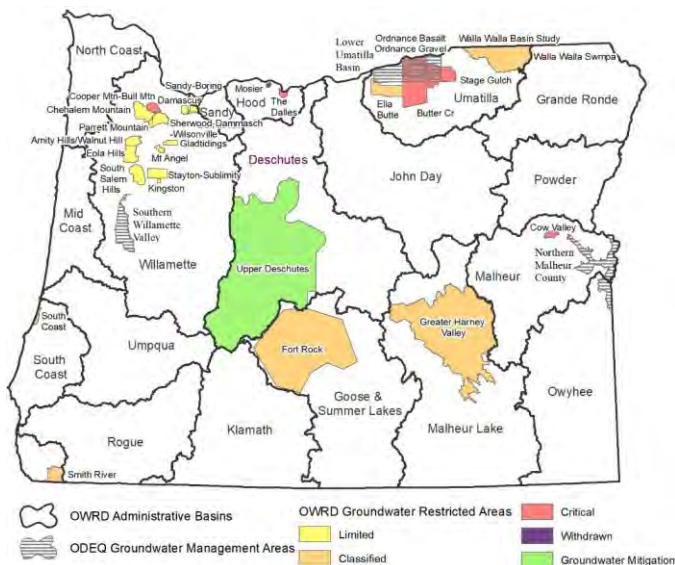 North Coast
Lower
Umatilla
Basin
Ordnance Basalt
Ordnance Gravel
Walla Walla Basin Study
Walla Walla Swmpa
Sandy-Boring
Cooper Mtn-Bull Mtn
Damascus
Sandy
Mosier
Hood
The
Dalles
Stage Gulch
Umatilla
Ella
Butte
Butter Cr
Grande Ronde
Chehalem Mountain
Sherwood-Dammasch
-Wilsonville
Parrett Mountain
Gladtidings
Amity Hills/Walnut Hill
Eola Hills
Mt Angel
South
Salem
Hills
Stayton-Sublimity
Kingston
Deschutes
John Day
Powder
Mid
Coast
Southern
Willamette
Valley
Willamette
Upper Deschutes
Cow Valley
Malheur
Northern
Malheur
County
South
Coast
South
Coast
Umpqua
Fort Rock
Greater Harney
Valley
Goose &
Summer Lakes
Owyhee
Rogue
Klamath
Malheur Lake
Smith River
OWRD Administrative Basins
ODEQ Groundwater Management Areas
OWRD Groundwater Restricted Areas
Limited
Classified
Critical
Withdrawn
Groundwater Mitigation